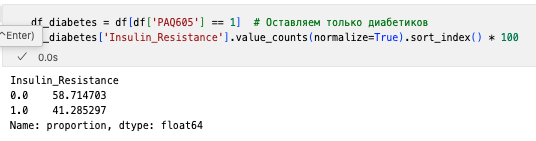 df_diabetes = df[df['PAQ605'] == 1]  # Оставляем только диабетиков
^Enter)
_diabetes['Insulin_Resistance'].value_counts(normalize=True).sort_index() * 100
✓ 0.0s
Insulin_Resistance
0.0    58.714703
1.0    41.285297
Name: proportion, dtype: float64